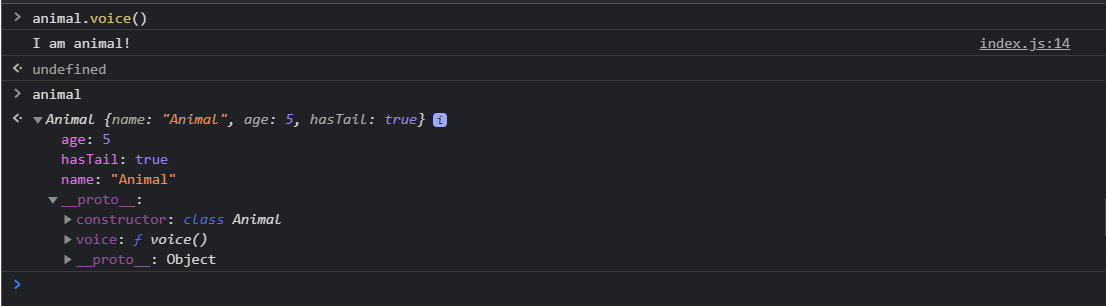 animal.voice()
I am animal! index.js:14
undefined
animal
Animal {name: "Animal", age: 5, hasTail: true} i
age: 5
hasTail: true
name: "Animal"
__proto__:
constructor: class Animal
voice: ƒ voice()
__proto__: Object